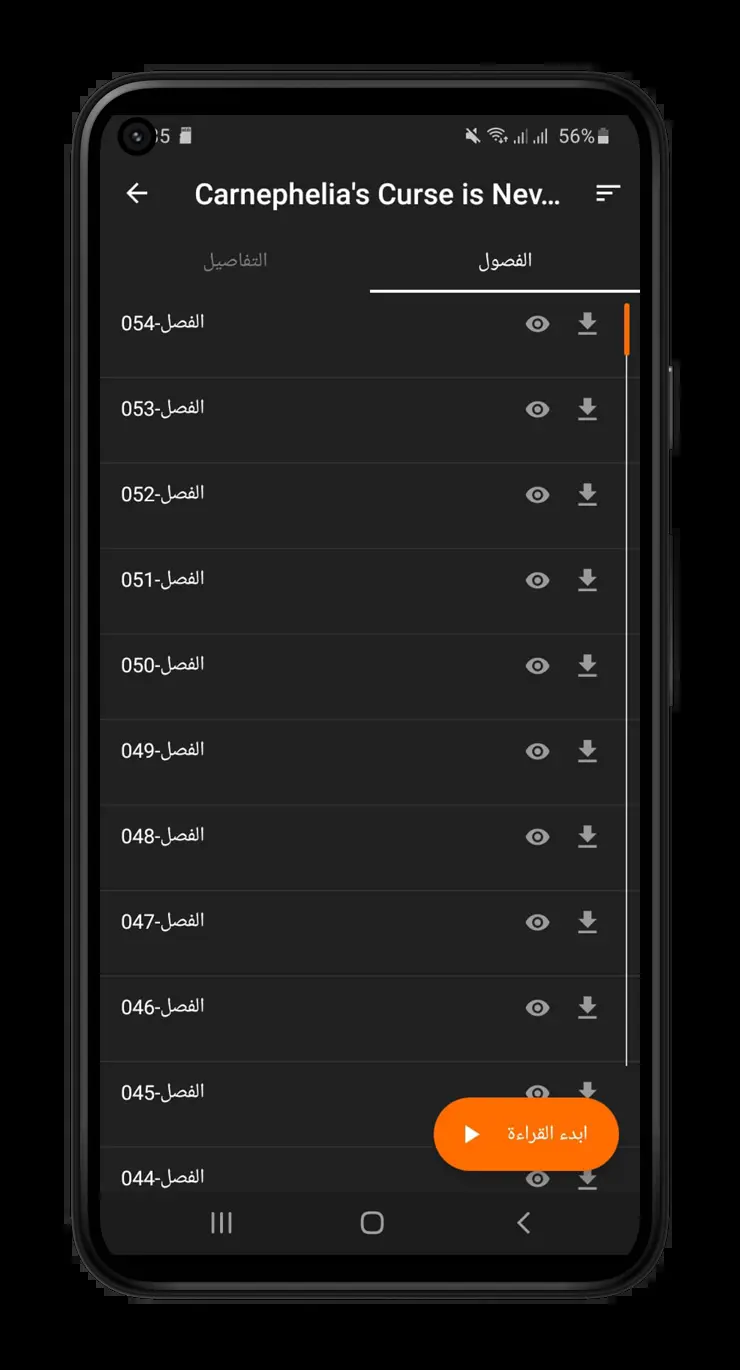 35 56%
Carnephelia's Curse is Nev...
التفاصيل الفصول
الفصل-054
الفصل-053
الفصل-052
الفصل-051
الفصل-050
الفصل-049
الفصل-048
الفصل-047
الفصل-046
الفصل-045
ابدء القراءة
الفصل-044